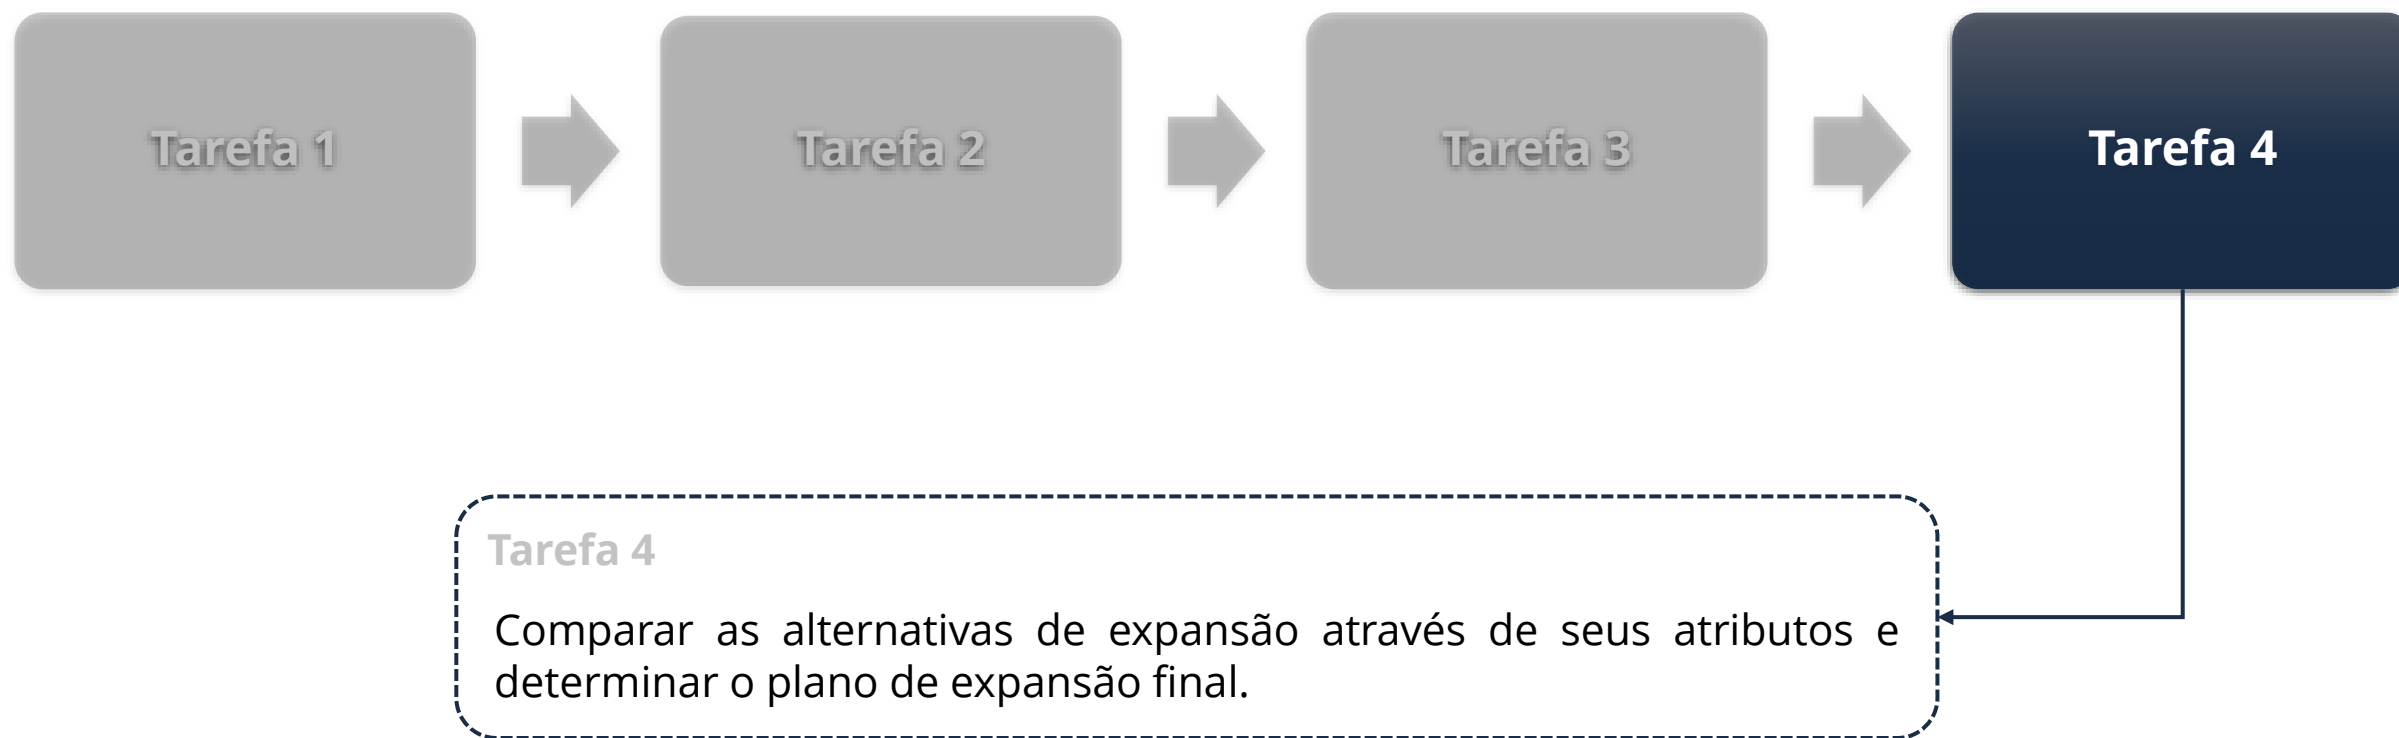 Tarefa 1
Tarefa 2
Tarefa 3
Tarefa 4
Tarefa 4
Comparar as alternativas de expansão através de seus atributos e
determinar o plano de expansão final.